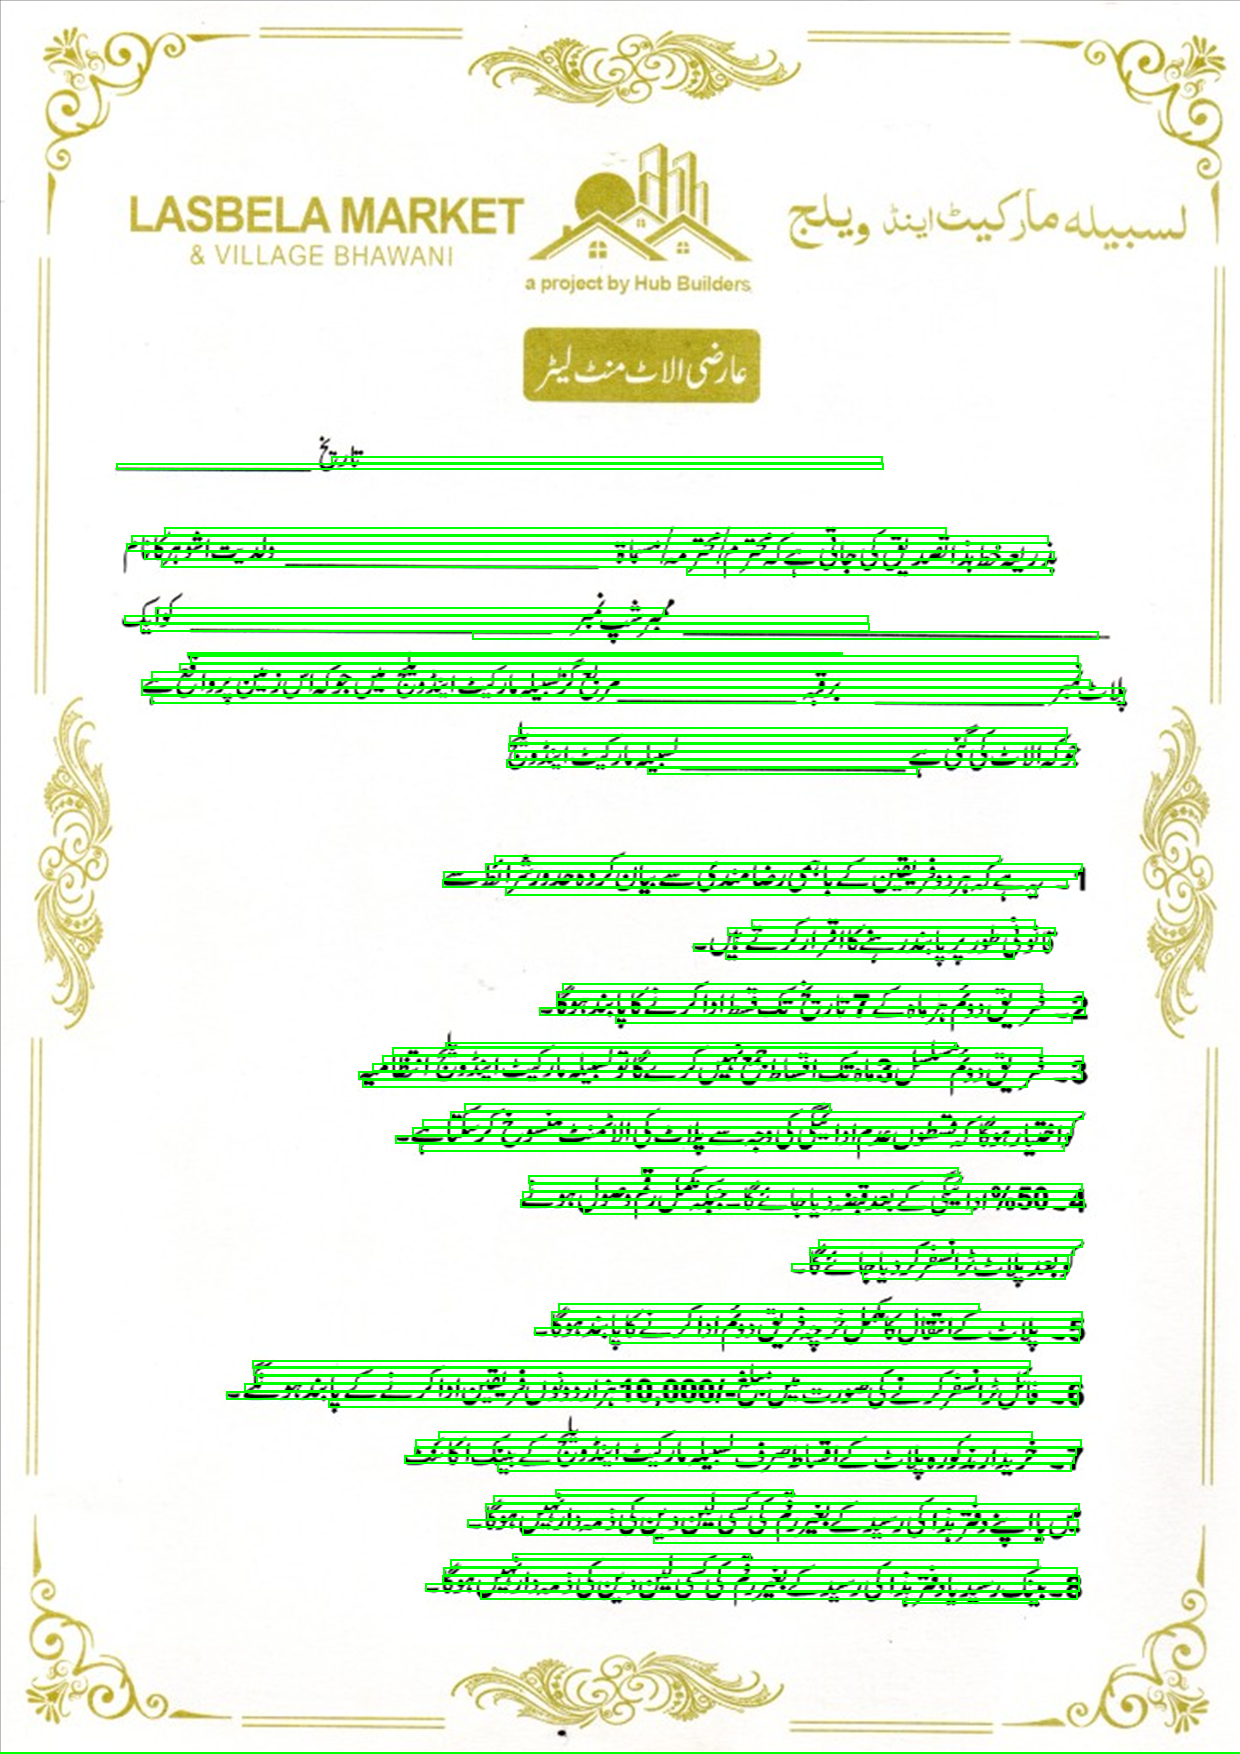 LASBELA MARKET
& VILLAGE BHAWANI
a project by Hub Builders
لسبیلہ مارکیٹ اینڈ ویلج
عارضی الاٹ منٹ لیٹر
تاریخ
بذریعہ خط ہذا تصدیق کی جاتی ہے کہ محترم/محترمہ/مسماۃ ولدیت/شوہر کا نام
ممبرشپ نمبر کو ایک
پلاٹ نمبر برقبہ مربع گز لسبیلہ مارکیٹ اینڈ ویلج میں جو کہ اس زمین پر واقع ہے
جو کہ الاٹ کی گئی ہے لسبیلہ مارکیٹ اینڈ ویلج
1۔ یہ ہے کہ ہر دو فریقین کے باہمی رضامندی سے بیان کردہ حدود شرائط سے
قانونی طور پر پابند رہنے کا اقرار کرتے ہیں۔
2۔ فریق دوئم ہر ماہ کے 7 تاریخ تک قسط ادا کرنے کا پابند ہوگا۔
3۔ فریق دوئم مسلسل 3 ماہ تک اقساط جمع نہیں کرے گا تو لسبیلہ مارکیٹ اینڈ ویلج انتظامیہ
کو اختیار ہوگا کہ قسطوں عدم ادائیگی کی وجہ سے پلاٹ کی الاٹمنٹ منسوخ کرسکتا ہے۔
4۔ 50% ادائیگی کے بعد قبضہ دیا جائے گا۔ جبکہ مکمل رقم وصول ہونے
کے بعد پلاٹ ٹرانسفر کر دیا جائے گا۔
5۔ پلاٹ کے انتقال کا مکمل خرچہ فریق دوئم ادا کرنے کا پابند ہوگا۔
6۔ فائل ٹرانسفر کرنے کی صورت میں مبلغ -/10,000 ہزار دونوں فریقین ادا کرنے کے پابند ہونگے۔
7۔ خریدار مذکورہ پلاٹ کے اقساط صرف لسبیلہ مارکیٹ اینڈ ویلج کے بینک اکاؤنٹ
میں یا اپنے دفتر ہذا کی رسید کے بغیر رقم کی کسی لین دین کی ذمہ دار نہیں ہوگا۔
8۔ بینک رسید یا دفتر ہذا کی رسید کے بغیر رقم کی کسی لین دین کی ذمہ دار نہیں ہوگا۔